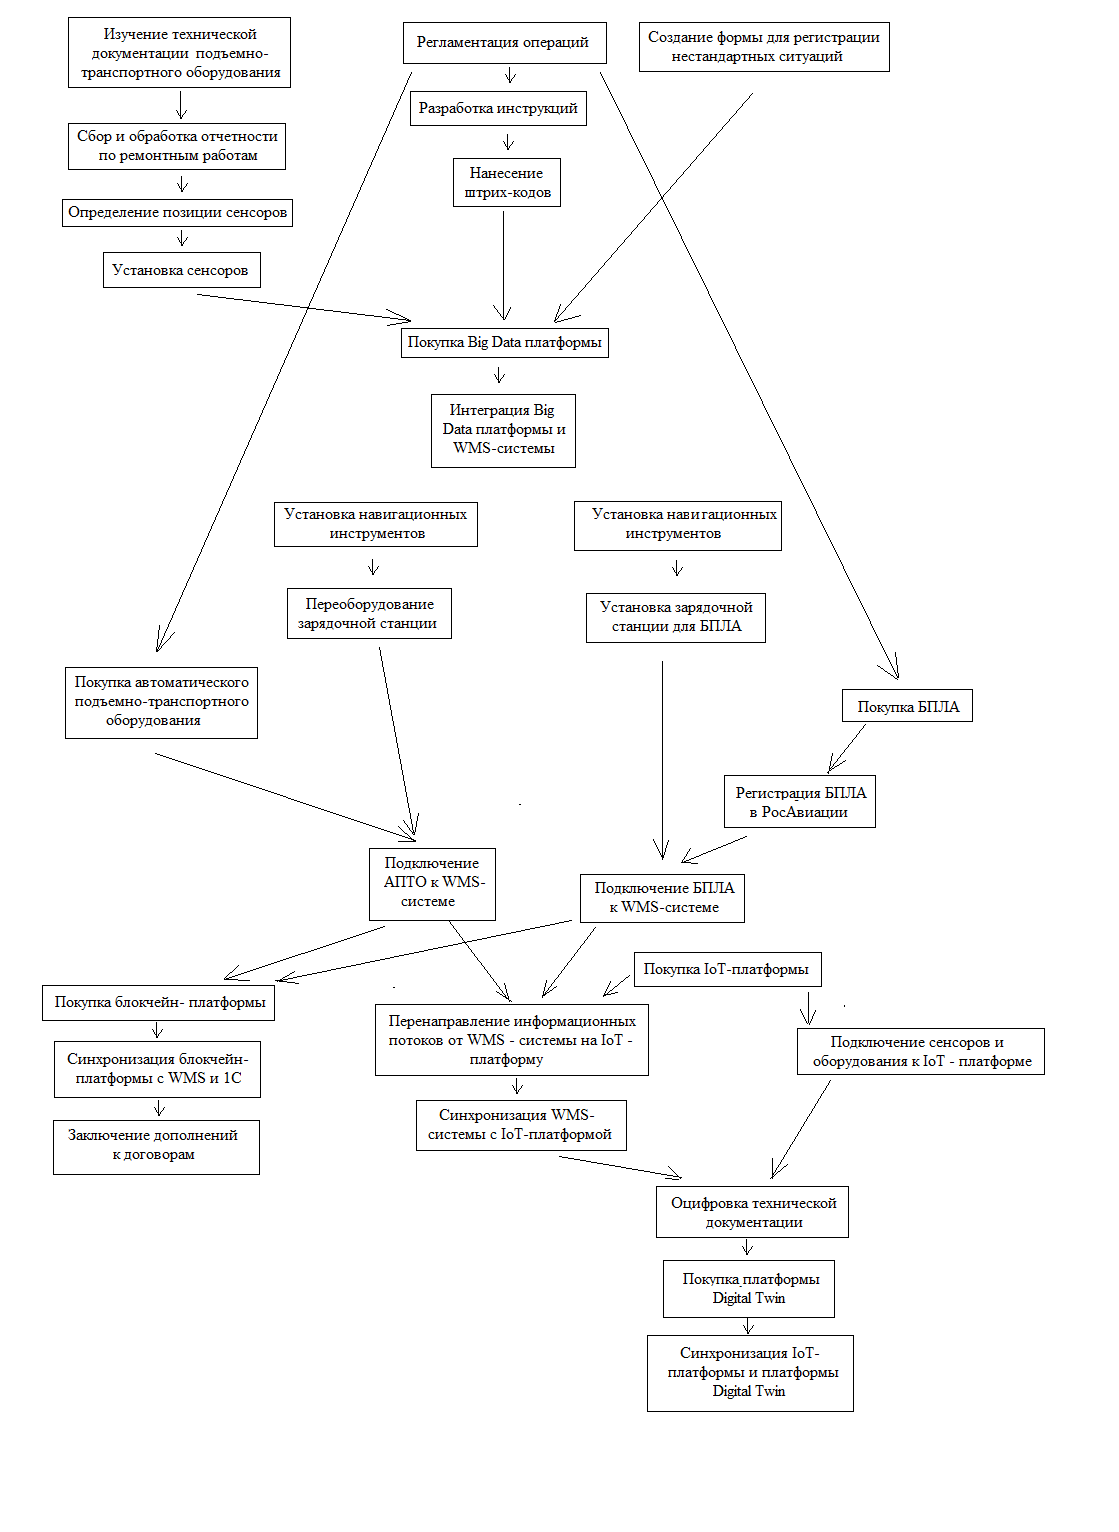 Изучение технической
документации подъемно-
транспортного оборудования
Регламентация операций
Создание формы для регистрации
нестандартных ситуаций
Разработка инструкций
Сбор и обработка отчетности
по ремонтным работам
Нанесение
штрих-кодов
Определение позиции сенсоров
Установка сенсоров
Покупка Big Data платформы
Интеграция Big
Data платформы и
WMS-системы
Установка навигационных
инструментов
Установка навигационных
инструментов
Переоборудование
зарядочной станции
Установка зарядочной
станции для БПЛА
Покупка автоматического
подъемно-транспортного
оборудования
Покупка БПЛА
Регистрация БПЛА
в РосАвиации
Подключение
АПТО к WMS-
системе
Подключение БПЛА
к WMS-системе
Покупка IoT-платформы
Покупка блокчейн- платформы
Перенаправление информационных
потоков от WMS - системы на IoT -
платформу
Подключение сенсоров и
оборудования к IoT - платформе
Синхронизация блокчейн-
платформы с WMS и 1С
Синхронизация WMS-
системы с IoT-платформой
Заключение дополнений
к договорам
Оцифровка технической
документации
Покупка платформы
Digital Twin
Синхронизация IoT-
платформы и платформы
Digital Twin